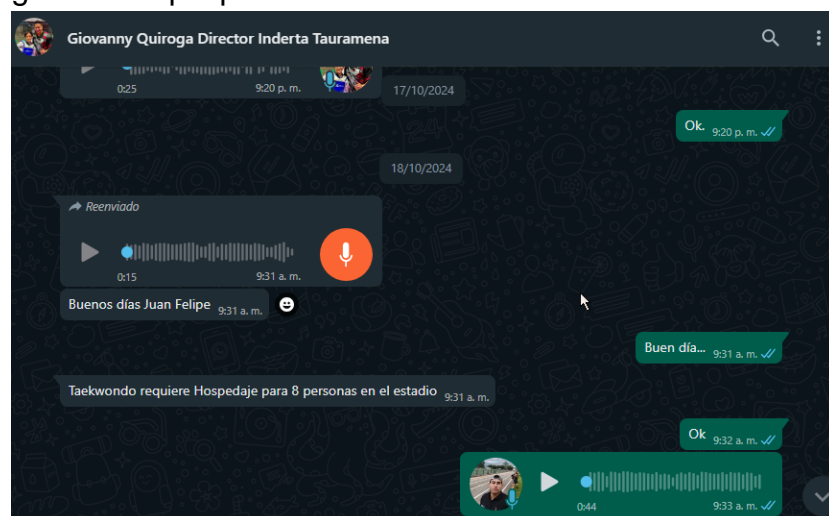 Giovanny Quiroga Director Inderta Tauramena
0:25 9:20 p. m.
17/10/2024
Ok. 9:20 p. m.
18/10/2024
Reenviado
0:15 9:31 a. m.
Buenos días Juan Felipe 9:31 a. m.
Buen día... 9:31 a. m.
Taekwondo requiere Hospedaje para 8 personas en el estadio 9:31 a. m.
Ok 9:32 a. m.
0:44 9:33 a. m.